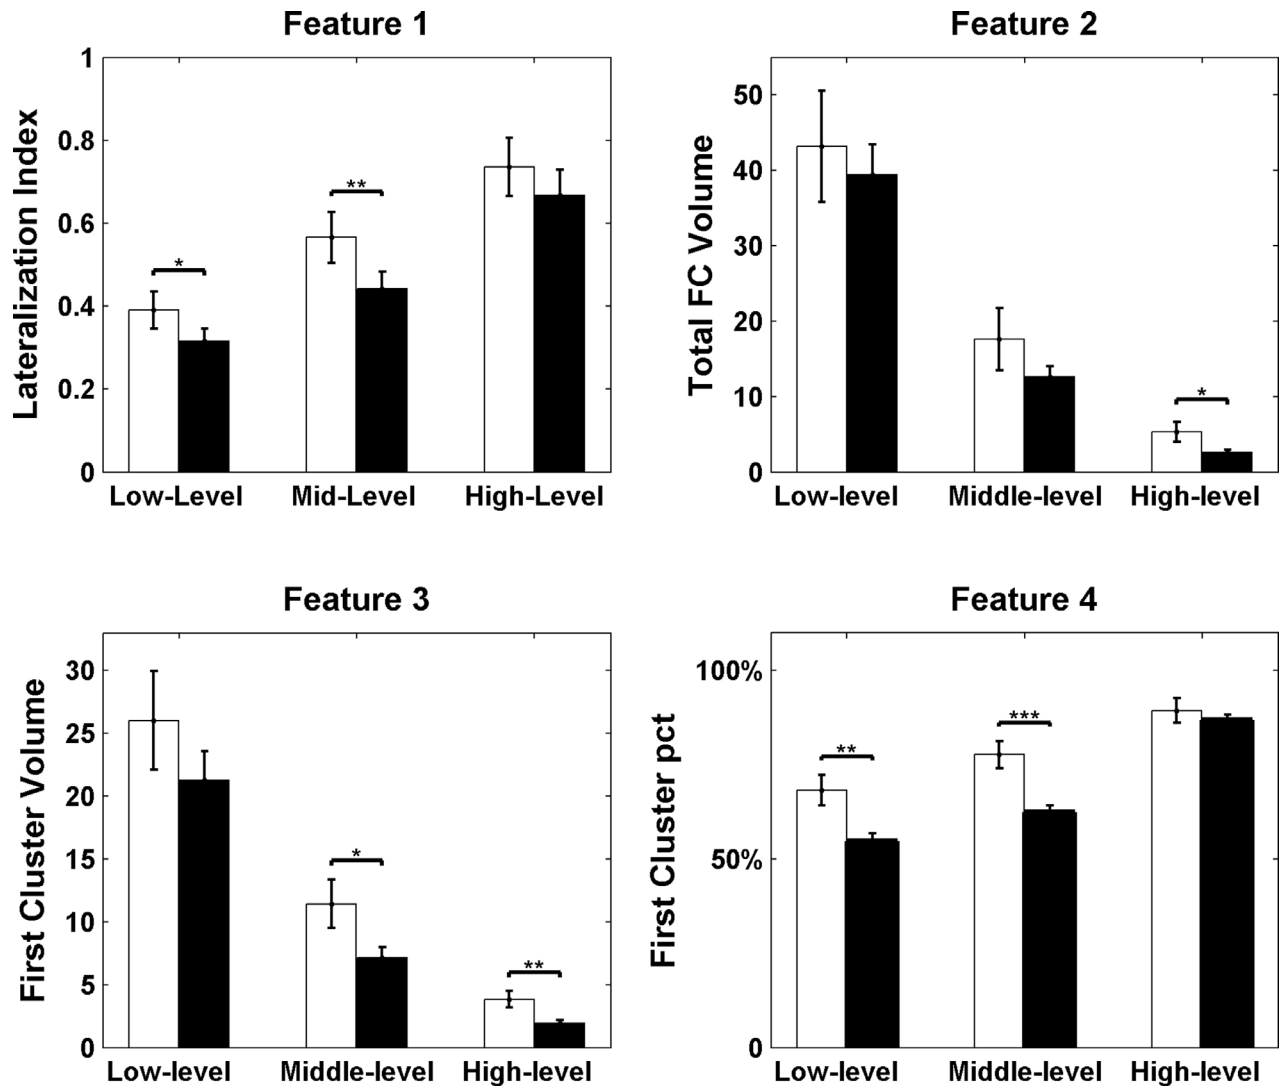 Feature 1
Lateralization Index
1
0.8
0.6
0.4
0.2
0
*
**
Low-Level Mid-Level High-Level
Feature 2
Total FC Volume
50
40
30
20
10
0
*
Low-level Middle-level High-level
Feature 3
First Cluster Volume
30
25
20
15
10
5
0
*
**
Low-level Middle-level High-level
Feature 4
First Cluster pct
100%
50%
0
**
***
Low-level Middle-level High-level